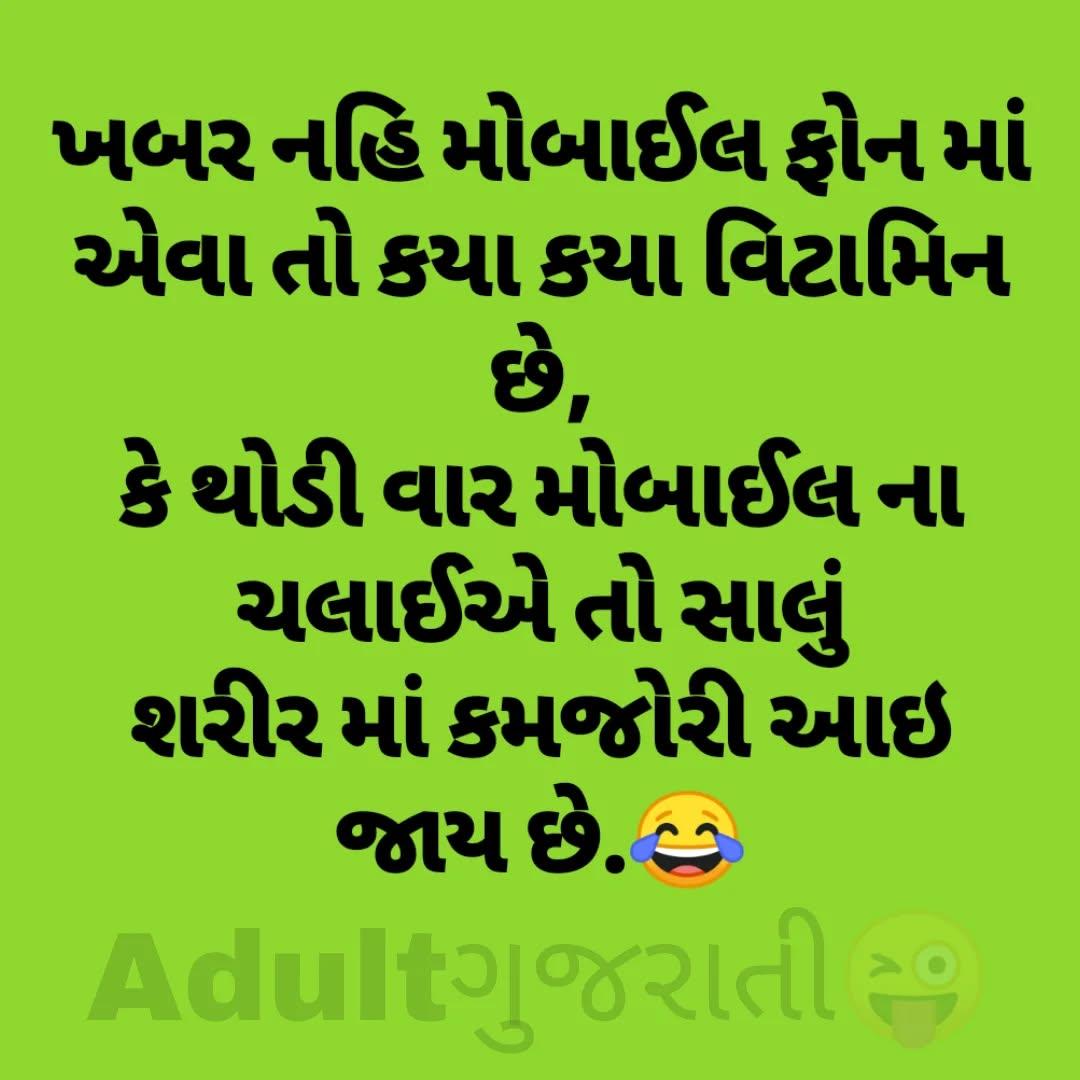 ખબર નહિ મોબાઈલ ફોન માં
એવા તો કયા કયા વિટામિન
છે,
કે થોડી વાર મોબાઈલ ના
ચલાઈએ તો સાલું
શરીર માં કમજોરી આઇ
જાય છે.😂
Adultગુજરાતી😜